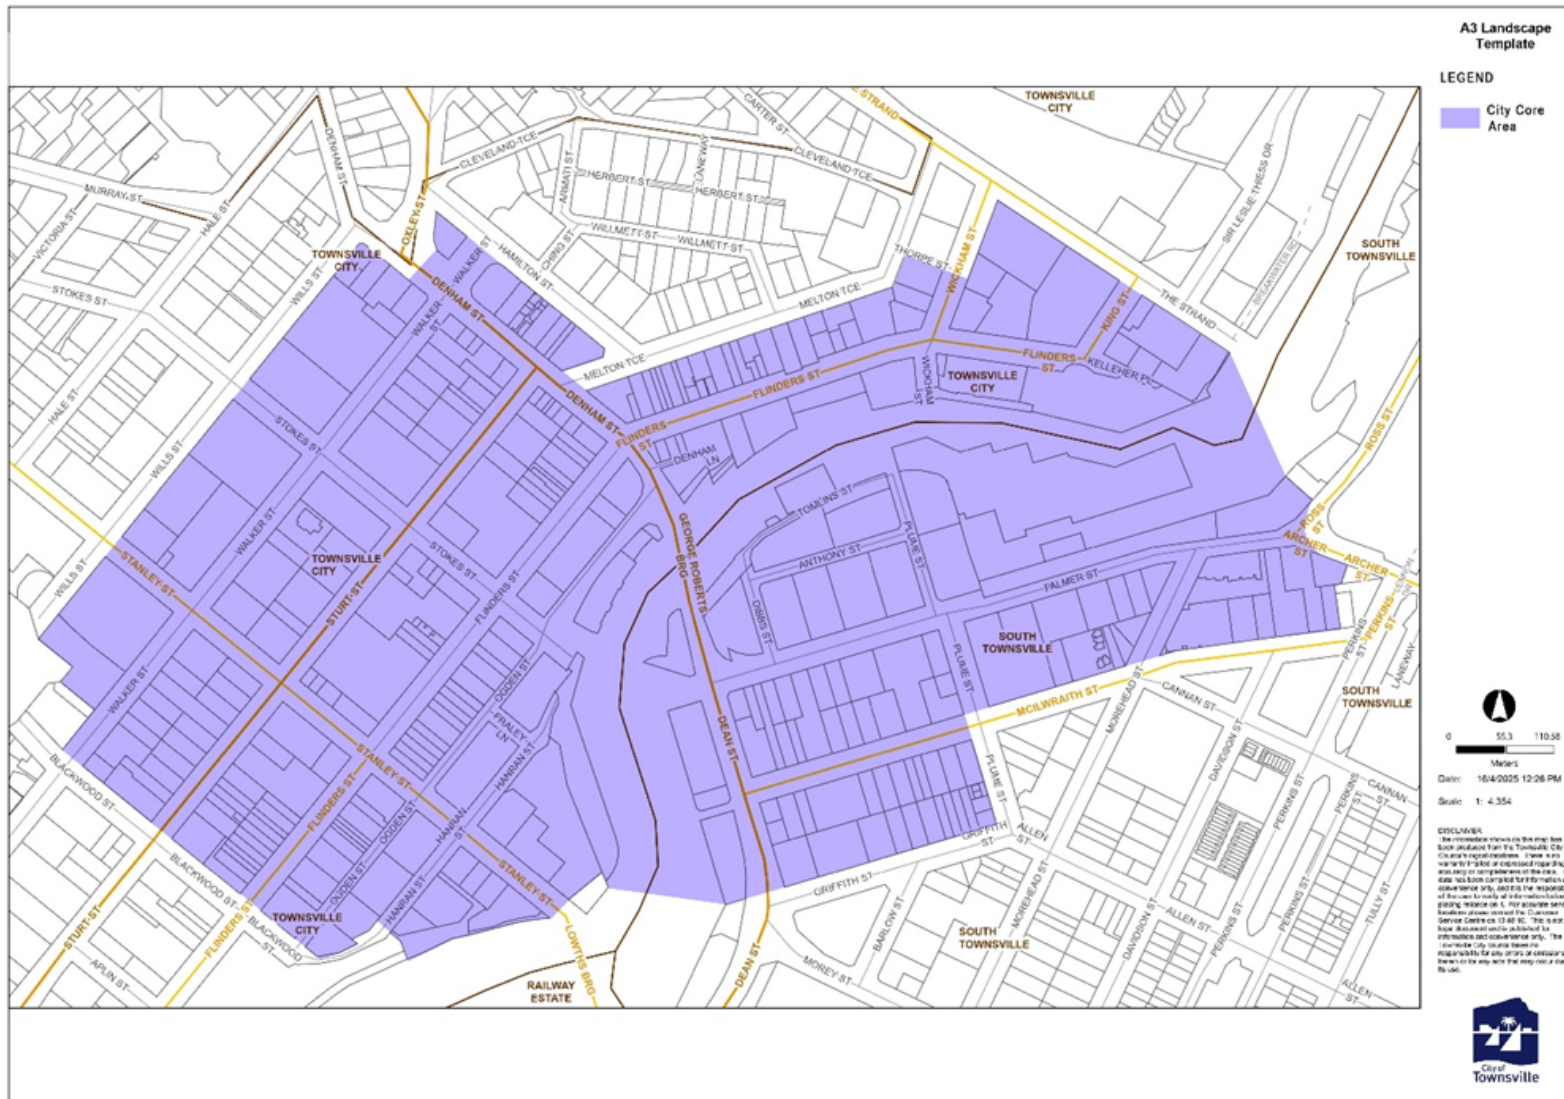 A3 Landscape
Template
LEGEND
City Core
Area
TOWNSVILLE
CITY
THE STRAND
CARTER ST
CLEVELAND TCE
CLEVELAND TCE
DENHAM ST
LANEWAY
ARMATI ST
HERBERT ST
HERBERT ST
MURRAY ST
HALE ST
VICTORIA ST
OXLEY ST
SIR LESLIE THIESS DR
BREAKWATER RD
WILLMETT ST
WILLMETT ST
CHING ST
HAMILTON ST
WALKER ST
THORPE ST
WICKHAM ST
SOUTH
TOWNSVILLE
TOWNSVILLE
CITY
WILLS ST
STOKES ST
DENHAM ST
WALKER
ST
MELTON TCE
MELTON TCE
KING ST
THE STRAND
FLINDERS
ST
KELLEHER PL
WICKHAM
ST
TOWNSVILLE
CITY
FLINDERS ST
HALE ST
DENHAM ST
FLINDERS
ST
DENHAM
LN
STOKES ST
WILLS ST
ROSS ST
WALKER ST
TOMLINS ST
PLUME ST
GEORGE ROBERTS
BRG
ROSS
ST
ARCHER
ST
ARCHER
ST
STOKES ST
ANTHONY ST
TOWNSVILLE
CITY
STURT ST
STANLEY ST
WILLS ST
FLINDERS ST
PALMER ST
DIBBS ST
SOUTH
TOWNSVILLE
PLUME ST
PERKINS
ST
PERKINS
ST
LANEWAY
WALKER ST
OGDEN ST
FRALEY
LN
HANRAN ST
MCILWRAITH ST
MOREHEAD ST
CANNAN ST
SOUTH
TOWNSVILLE
DEAN ST
STANLEY ST
BLACKWOOD ST
PLUME ST
DAVIDSON ST
PERKINS ST
PERKINS
ST
CANNAN
ST
FLINDERS ST
OGDEN ST
HANRAN
ST
GRIFFITH
ST
ALLEN
ST
BLACKWOOD ST
OGDEN ST
HANRAN ST
STANLEY ST
GRIFFITH ST
BARLOW ST
MOREHEAD ST
DAVIDSON ST
ALLEN ST
PERKINS ST
PERKINS ST
TULLY ST
STURT ST
FLINDERS ST
BLACKWOOD
ST
TOWNSVILLE
CITY
LOWTHS BRG
DEAN ST
SOUTH
TOWNSVILLE
APLIN ST
MOREY ST
ALLEN
ST
RAILWAY
ESTATE
0 55.3 110.58
Meters
Date: 16/4/2025 12:26 PM
Scale: 1: 4,354
DISCLAIMER
City of
Townsville